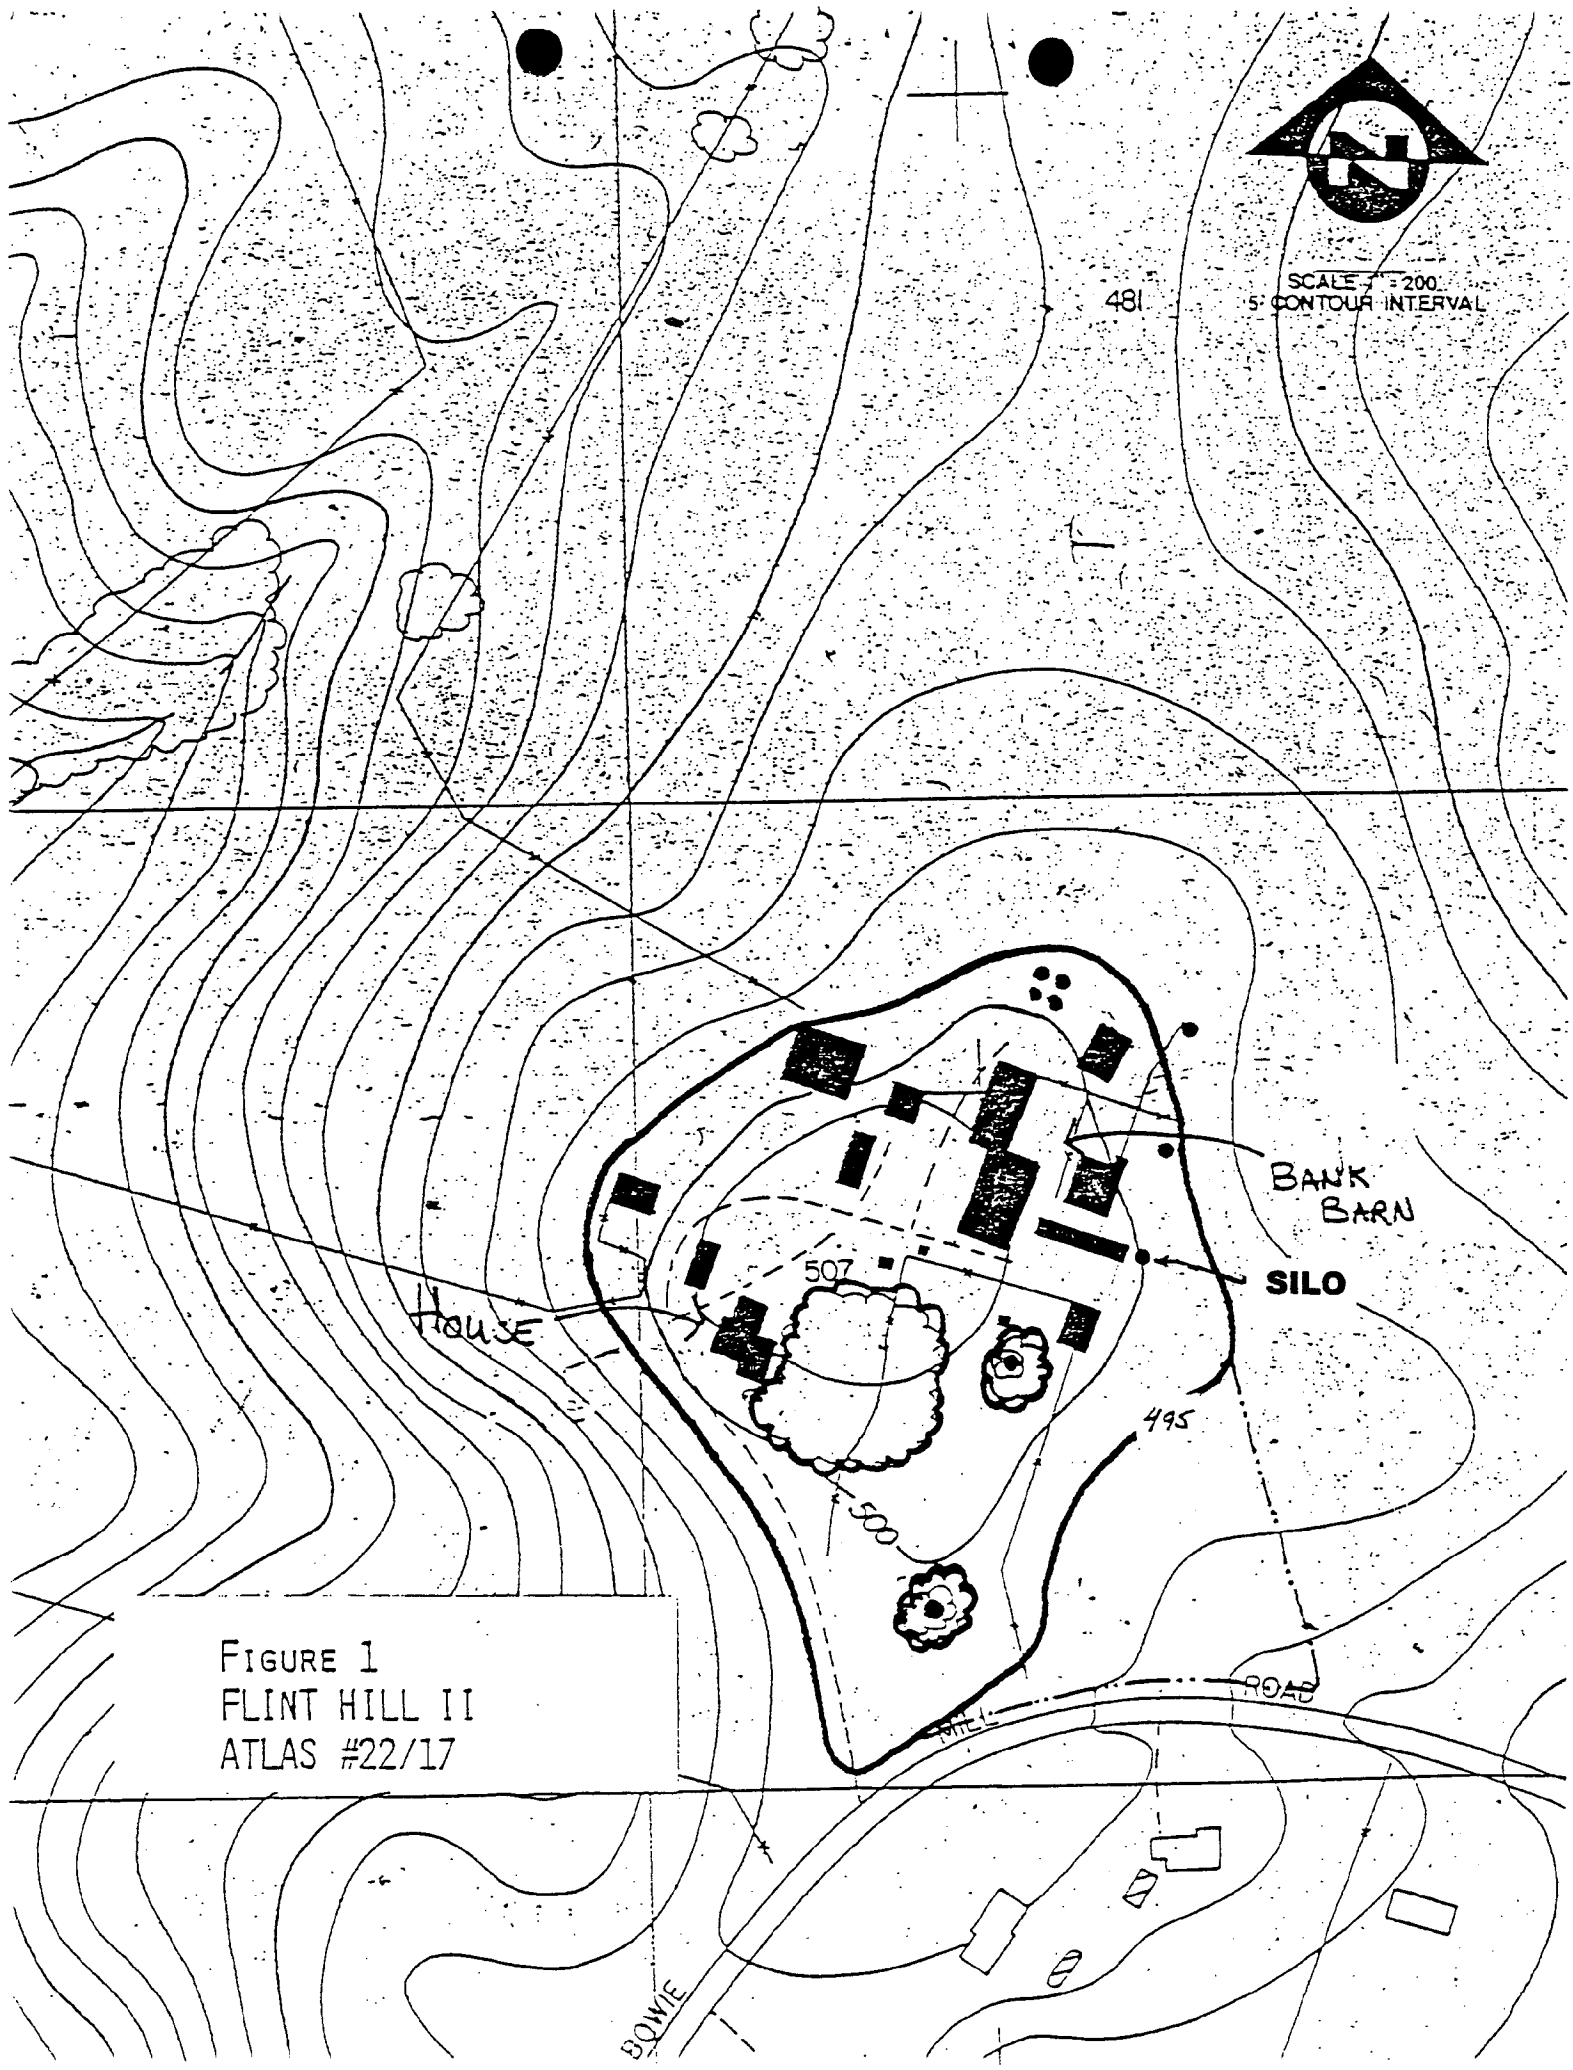 N
SCALE 1" = 200'
5' CONTOUR INTERVAL
481
BANK
BARN
SILO
507
HOUSE
495
500
FIGURE 1
FLINT HILL II
ATLAS #22/17
MILL
ROAD
BOWIE